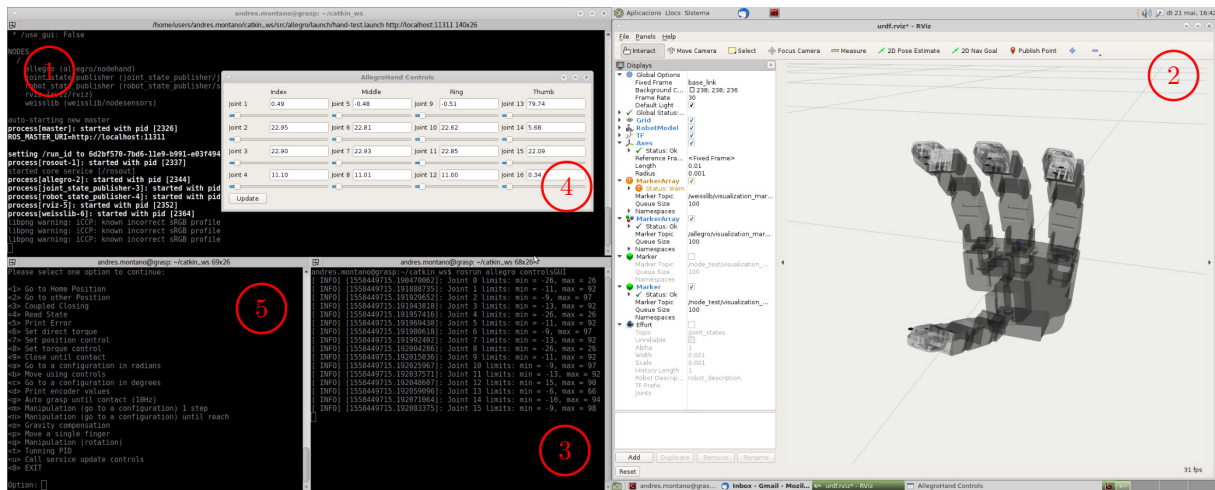 andres.montano@grasp: ~/catkin_ws
/home/users/andres.montano/catkin_ws/src/allegro/launch/hand-test.launch http://localhost:11311 140x26
* /use_gui: False
NODES
/
allegro (allegro/nodehand)
joint_state_publisher (joint_state_publisher/j
robot_state_publisher (robot_state_publisher/s
rviz (rviz/rviz)
weisslib (weisslib/nodesensors)
auto-starting new master
process[master]: started with pid [2326]
ROS_MASTER_URI=http://localhost:11311
setting /run_id to 6d2bf570-7bd6-11e9-b991-e03f494
process[rosout-1]: started with pid [2337]
started core service [/rosout]
process[allegro-2]: started with pid [2344]
process[joint_state_publisher-3]: started with pid
process[robot_state_publisher-4]: started with pid
process[rviz-5]: started with pid [2352]
process[weisslib-6]: started with pid [2364]
libpng warning: iCCP: known incorrect sRGB profile
libpng warning: iCCP: known incorrect sRGB profile
libpng warning: iCCP: known incorrect sRGB profile
1
AllegroHand Controls
Index Middle Ring Thumb
Joint 1 0.49 Joint 5 -0.48 Joint 9 -0.51 Joint 13 79.74
Joint 2 22.95 Joint 6 22.81 Joint 10 22.62 Joint 14 5.68
Joint 3 22.90 Joint 7 22.93 Joint 11 22.85 Joint 15 22.09
Joint 4 11.10 Joint 8 11.01 Joint 12 11.00 Joint 16 0.34
Update
4
andres.montano@grasp: ~/catkin_ws 69x26
Please select one option to continue:
<1> Go to Home Position
<2> Go to other Position
<3> Coupled Closing
<4> Read State
<5> Print Error
<6> Set direct torque
<7> Set position control
<8> Set torque control
<9> Close until contact
<a> Go to a configuration in radians
<b> Move using controls
<c> Go to a configuration in degrees
<d> Print encoder values
<g> Auto grasp until contact (10Hz)
<m> Manipulation (go to a configuration) 1 step
<n> Manipulation (go to a configuration) until reach
<o> Gravity compensation
<p> Move a single finger
<q> Manipulation (rotation)
<t> Tunning PID
<u> Call service update controls
<0> EXIT
Option:
5
andres.montano@grasp: ~/catkin_ws 68x26
andres.montano@grasp:~/catkin_ws$ rosrun allegro controlsGUI
[ INFO] [1558449715.190470062]: Joint 0 limits: min = -26, max = 26
[ INFO] [1558449715.191888735]: Joint 1 limits: min = -11, max = 92
[ INFO] [1558449715.191929652]: Joint 2 limits: min = -9, max = 97
[ INFO] [1558449715.191943818]: Joint 3 limits: min = -13, max = 92
[ INFO] [1558449715.191957416]: Joint 4 limits: min = -26, max = 26
[ INFO] [1558449715.191969438]: Joint 5 limits: min = -11, max = 92
[ INFO] [1558449715.191980618]: Joint 6 limits: min = -9, max = 97
[ INFO] [1558449715.191992402]: Joint 7 limits: min = -13, max = 92
[ INFO] [1558449715.192004286]: Joint 8 limits: min = -26, max = 26
[ INFO] [1558449715.192015036]: Joint 9 limits: min = -11, max = 92
[ INFO] [1558449715.192025967]: Joint 10 limits: min = -9, max = 97
[ INFO] [1558449715.192037571]: Joint 11 limits: min = -13, max = 92
[ INFO] [1558449715.192048607]: Joint 12 limits: min = 15, max = 90
[ INFO] [1558449715.192059096]: Joint 13 limits: min = -6, max = 66
[ INFO] [1558449715.192071064]: Joint 14 limits: min = -10, max = 94
[ INFO] [1558449715.192083375]: Joint 15 limits: min = -9, max = 98
3
Aplicacions Llocs Sistema
dt 21 mai, 16:42
urdf.rviz* - RViz
File Panels Help
Interact Move Camera Select Focus Camera Measure 2D Pose Estimate 2D Nav Goal Publish Point
Displays
Global Options
Fixed Frame base_link
Background C... 238; 238; 236
Frame Rate 30
Default Light
Global Status:...
Grid
RobotModel
TF
Axes
Status: Ok
Reference Fra... <Fixed Frame>
Length 0.01
Radius 0.001
MarkerArray
Status: Warn
Marker Topic /weisslib/visualization_mar...
Queue Size 100
Namespaces
MarkerArray
Status: Ok
Marker Topic /allegro/visualization_mar...
Queue Size 100
Namespaces
Marker
Marker Topic /node_test/visualization_...
Queue Size 100
Namespaces
Marker
Status: Ok
Marker Topic /node_test/visualization_...
Queue Size 100
Namespaces
Effort
Topic /joint_states
Unreliable
Alpha 1
Width 0.001
Scale 0.001
History Length 1
Robot Descrip... robot_description
TF Prefix
Joints
Add Duplicate Remove Rename
Reset
31 fps
2
andres.montano@gras... Inbox - Gmail - Mozil... urdf.rviz* - RViz AllegroHand Controls